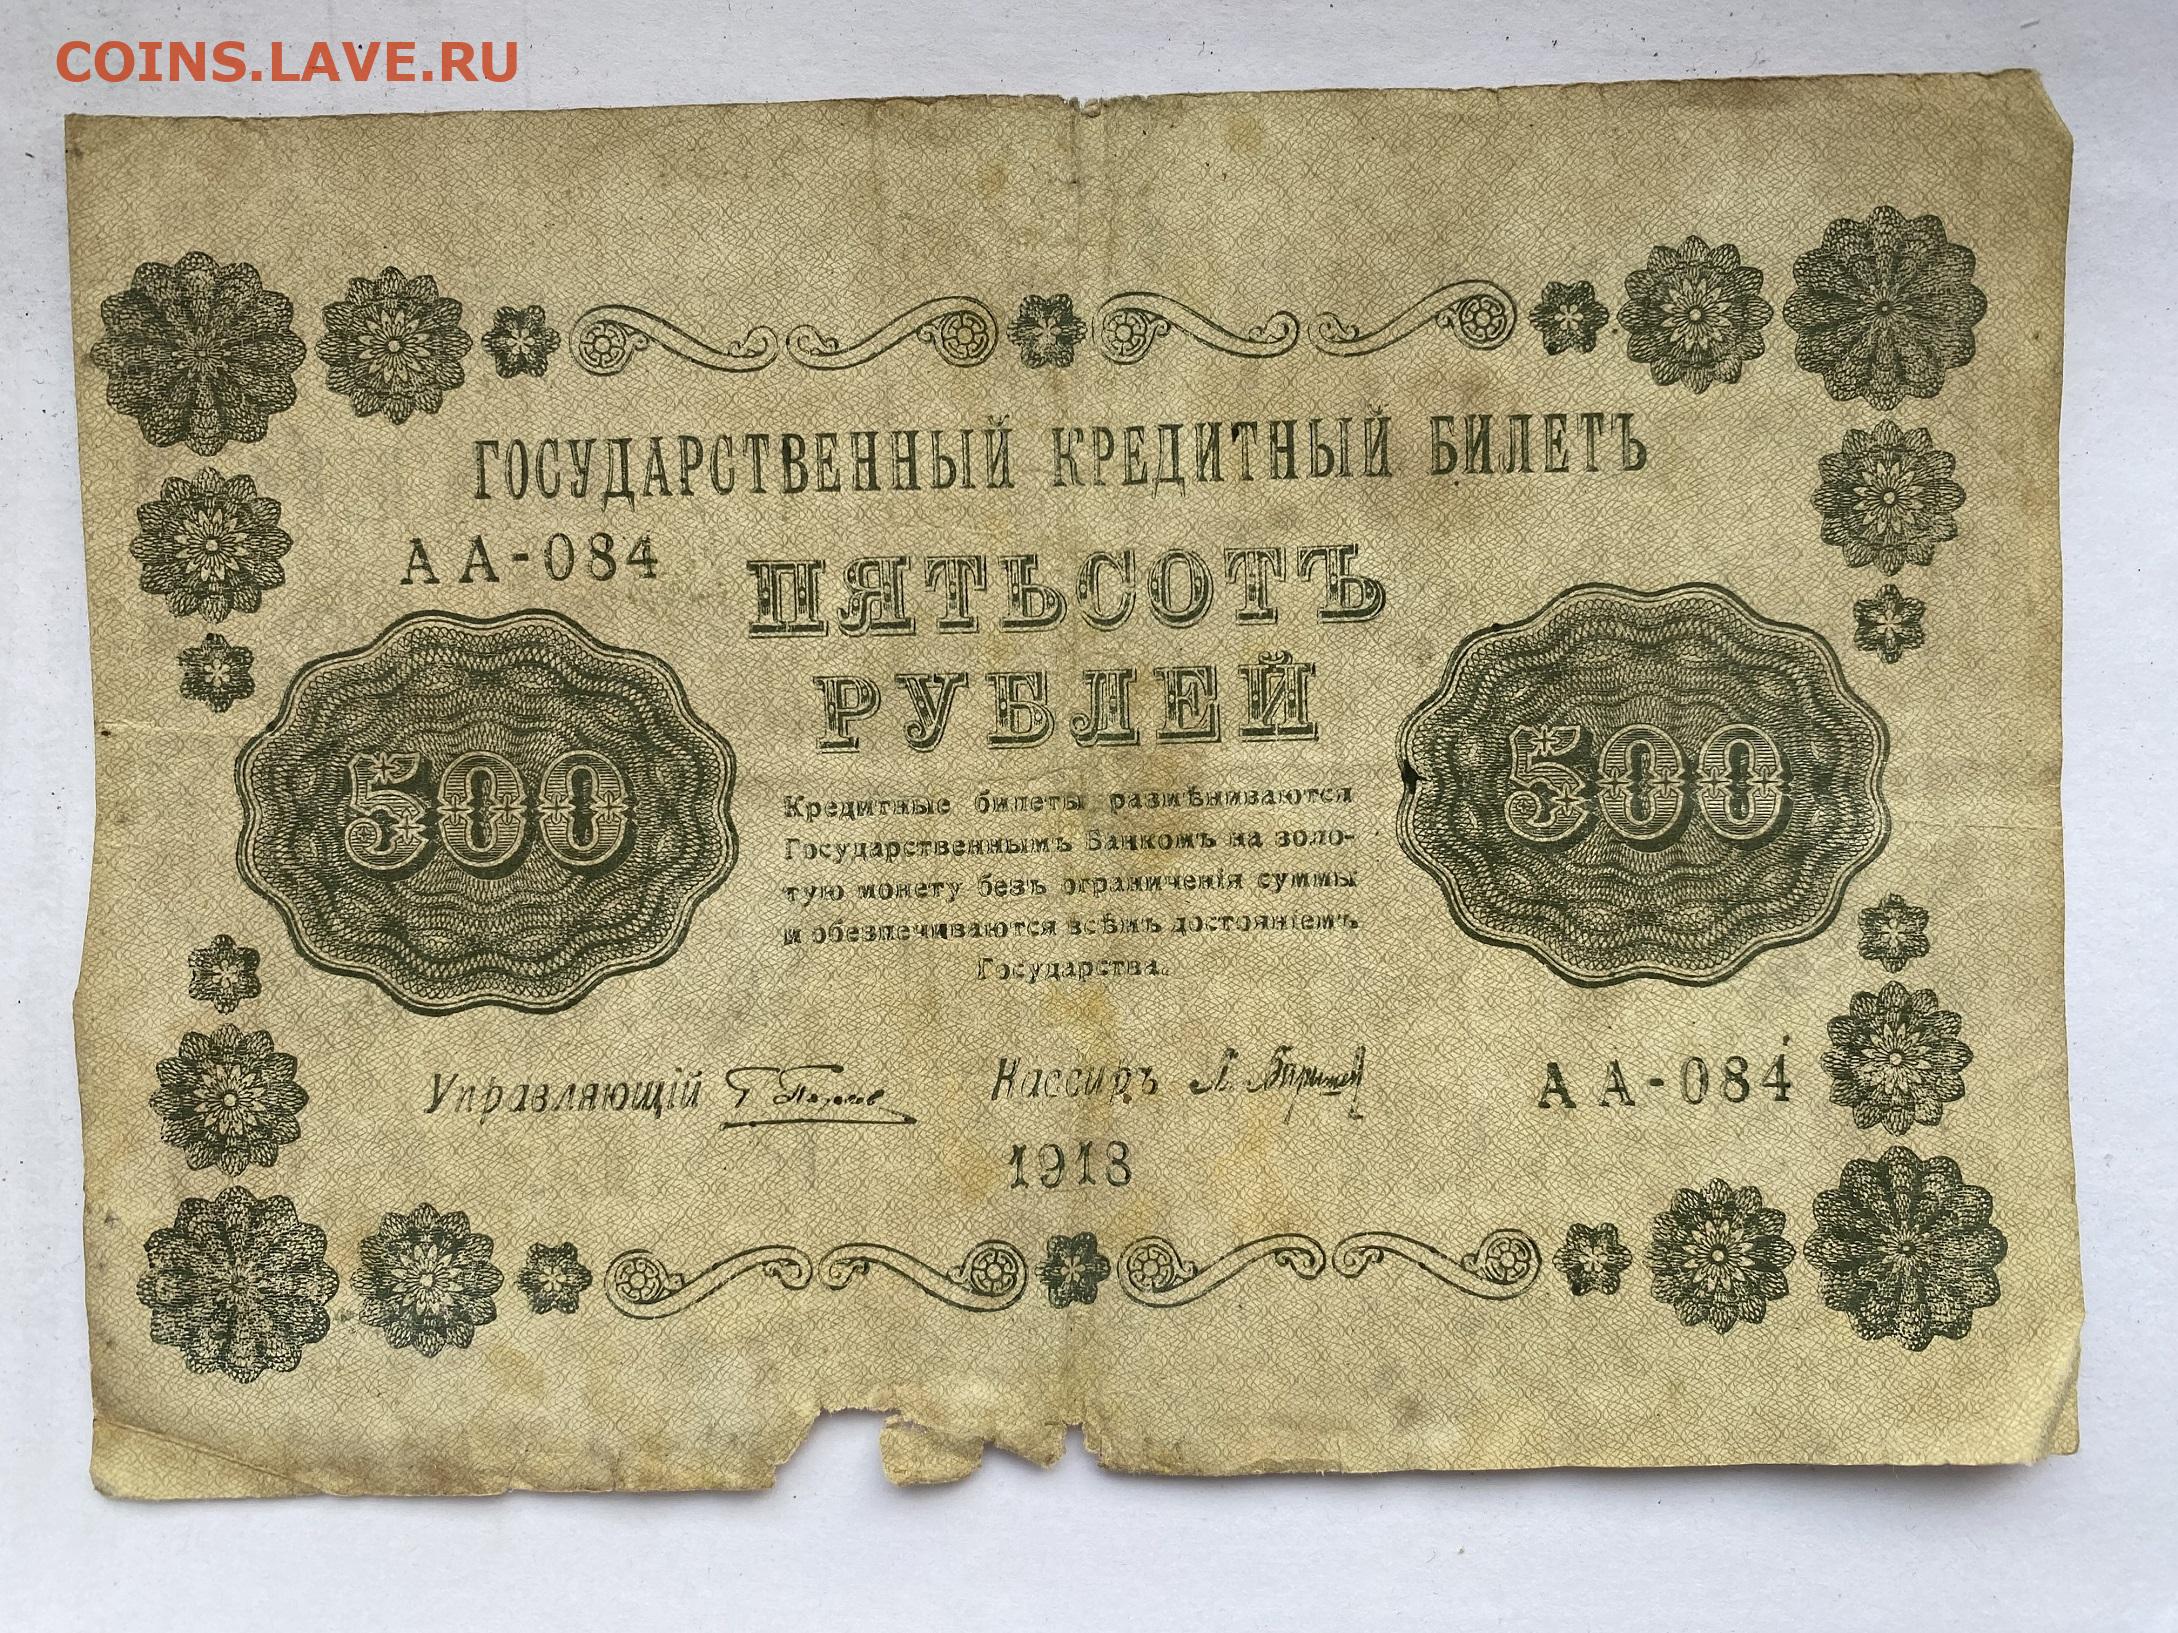 COINS.LAVE.RU
ГОСУДАРСТВЕННЫЙ КРЕДИТНЫЙ БИЛЕТЪ
АА-084
ПЯТЬСОТЪ
РУБЛЕЙ
500
500
Кредитные билеты размѣниваются
Государственнымъ Банкомъ на золо-
тую монету безъ ограниченія суммы
и обезпечиваются всѣмъ достояніемъ
Государства.
Управляющій
Кассиръ
АА-084
1918